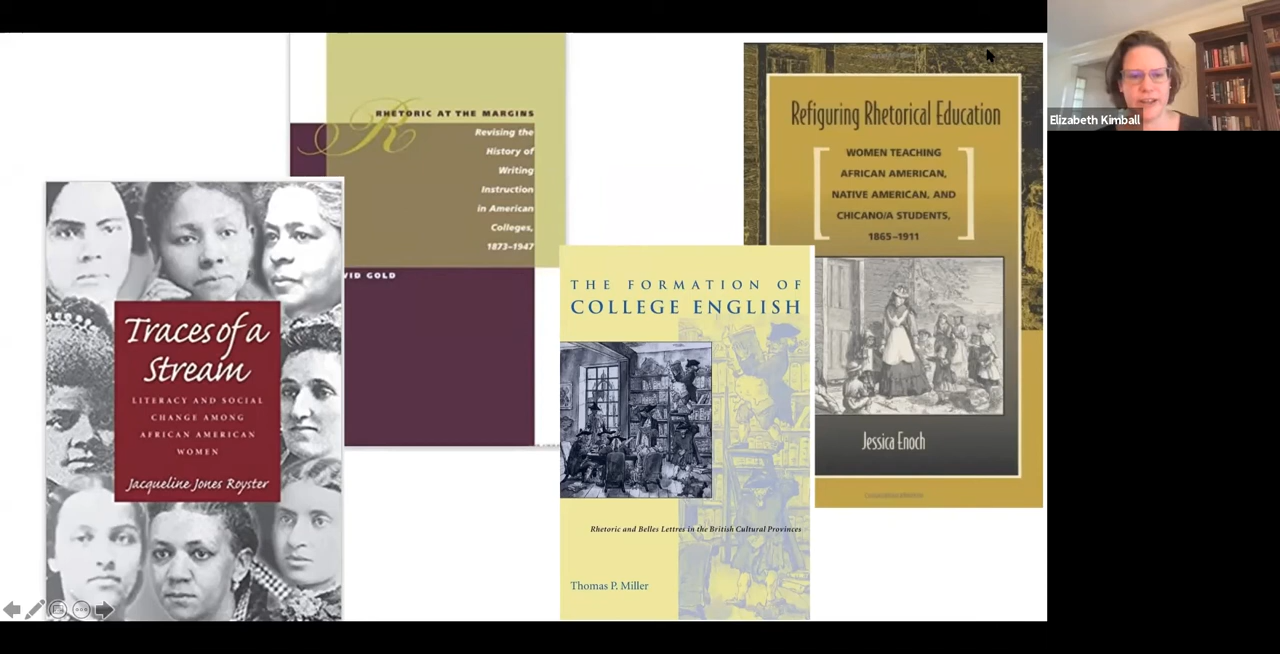 Traces of a
Stream
LITERACY AND SOCIAL
CHANGE AMONG
AFRICAN AMERICAN
WOMEN
Jacqueline Jones Royster
RHETORIC AT THE MARGINS
Revising the
History of
Writing
Instruction
in American
Colleges,
1873–1947
VID GOLD
THE FORMATION OF
COLLEGE ENGLISH
Rhetoric and Belles Lettres in the British Cultural Provinces
Thomas P. Miller
Refiguring Rhetorical Education
WOMEN TEACHING
AFRICAN AMERICAN,
NATIVE AMERICAN, AND
CHICANO/A STUDENTS,
1865–1911
Jessica Enoch
Elizabeth Kimball